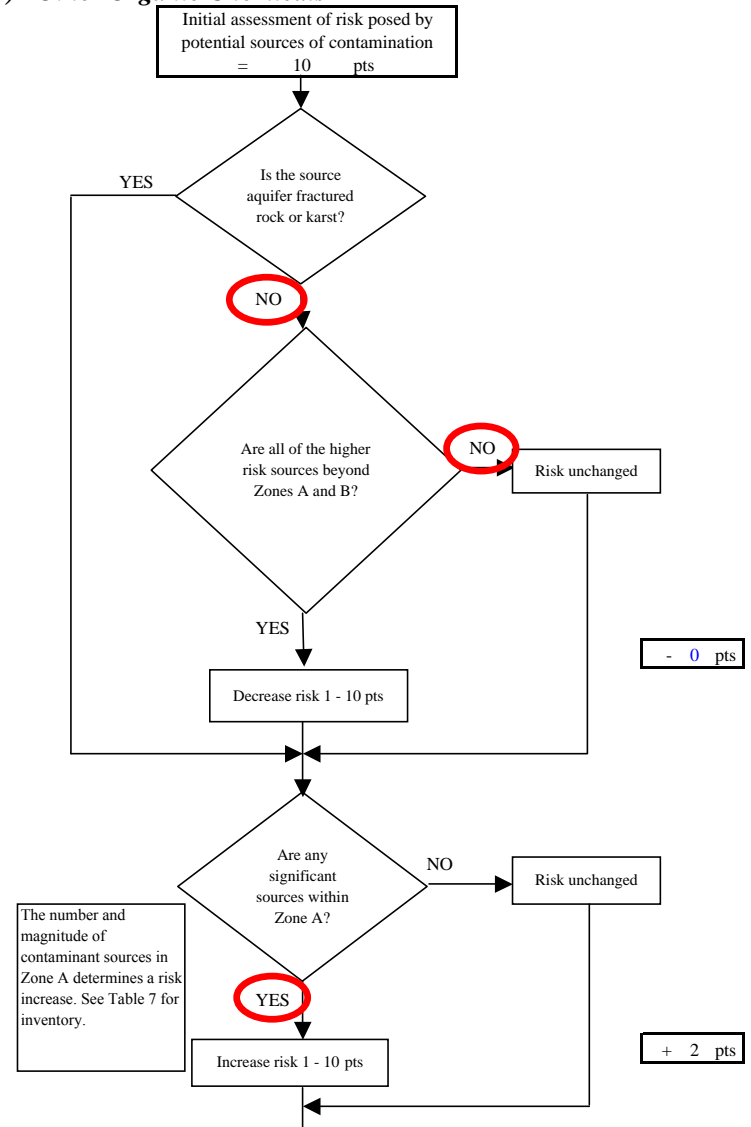 Initial assessment of risk posed by
potential sources of contamination
= 10 pts
YES
Is the source
aquifer fractured
rock or karst?
NO
Are all of the higher
risk sources beyond
Zones A and B?
NO
Risk unchanged
YES
- 0 pts
Decrease risk 1 - 10 pts
Are any
significant
sources within
Zone A?
NO
Risk unchanged
The number and
magnitude of
contaminant sources in
Zone A determines a risk
increase. See Table 7 for
inventory.
YES
+ 2 pts
Increase risk 1 - 10 pts